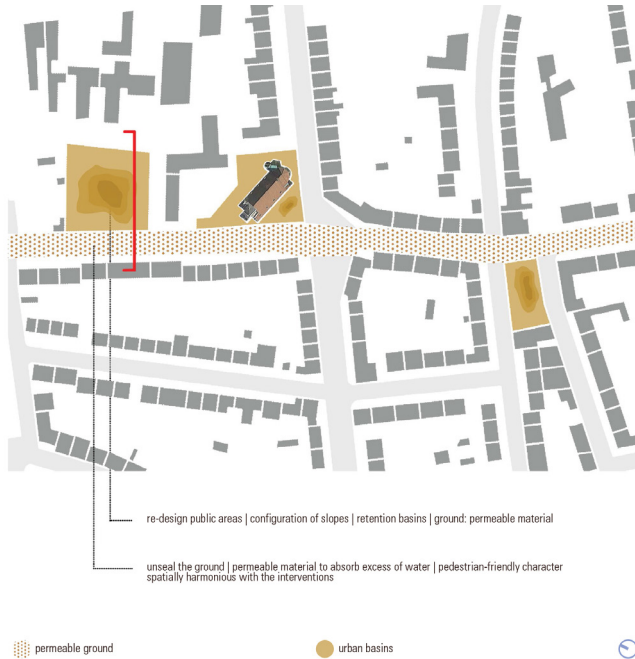 re-design public areas | configuration of slopes | retention basins | ground: permeable material
unseal the ground | permeable material to absorb excess of water | pedestrian-friendly character
spatially harmonious with the interventions
permeable ground
urban basins